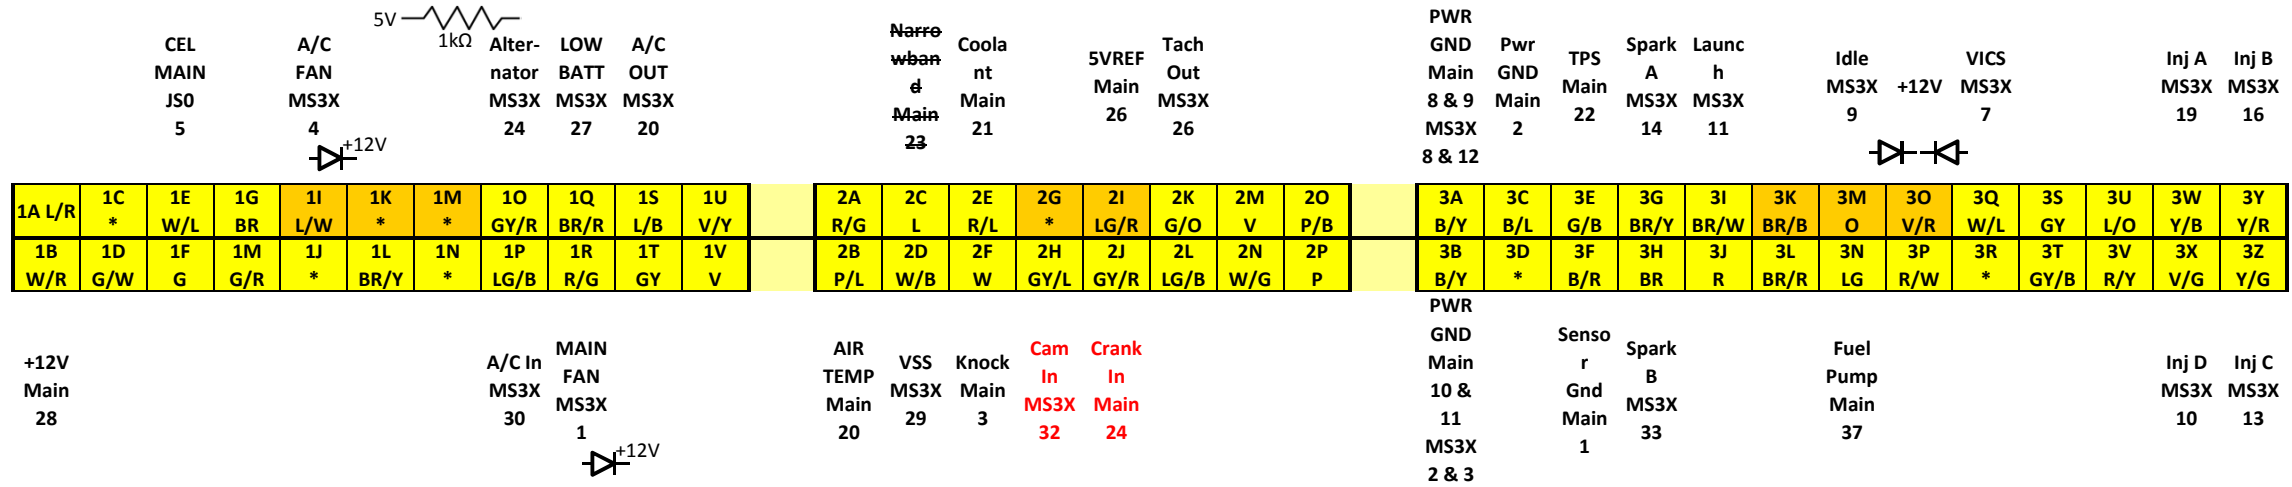 5V
1kΩ
CEL
MAIN
JS0
5
A/C
FAN
MS3X
4
+12V
Alter-
nator
MS3X
24
LOW
BATT
MS3X
27
A/C
OUT
MS3X
20
Narro
wban
d
Main
23
Coola
nt
Main
21
5VREF
Main
26
Tach
Out
MS3X
26
PWR
GND
Main
8 & 9
MS3X
8 & 12
Pwr
GND
Main
2
TPS
Main
22
Spark
A
MS3X
14
Launc
h
MS3X
11
Idle
MS3X
9
+12V
VICS
MS3X
7
Inj A
MS3X
19
Inj B
MS3X
16
1A L/R 1C 1E 1G 1I 1K 1M 1O 1Q 1S 1U 2A 2C 2E 2G 2I 2K 2M 2O 3A 3C 3E 3G 3I 3K 3M 3O 3Q 3S 3U 3W 3Y
* W/L BR L/W * * GY/R BR/R L/B V/Y R/G L R/L * LG/R G/O V P/B B/Y B/L G/B BR/Y BR/W BR/B O V/R W/L GY L/O Y/B Y/R
1B 1D 1F 1M 1J 1L 1N 1P 1R 1T 1V 2B 2D 2F 2H 2J 2L 2N 2P 3B 3D 3F 3H 3J 3L 3N 3P 3R 3T 3V 3X 3Z
W/R G/W G G/R * BR/Y * LG/B R/G GY V P/L W/B W GY/L GY/R LG/B W/G P B/Y * B/R BR R BR/R LG R/W * GY/B R/Y V/G Y/G
+12V
Main
28
A/C In
MS3X
30
MAIN
FAN
MS3X
1
+12V
AIR
TEMP
Main
20
VSS
MS3X
29
Knock
Main
3
Cam
In
MS3X
32
Crank
In
Main
24
PWR
GND
Main
10 &
11
MS3X
2 & 3
Senso
r
Gnd
Main
1
Spark
B
MS3X
33
Fuel
Pump
Main
37
Inj D
MS3X
10
Inj C
MS3X
13